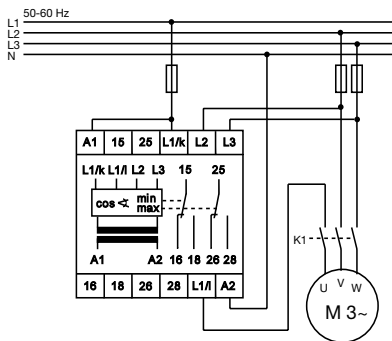 50-60 Hz
L1
L2
L3
N
A1 15 25 L1/k L2 L3
L1/k L1/l L2 L3 15 25
cos ∢ min
max
A1 A2 16 18 26 28
16 18 26 28 L1/l A2
K1
U V W
M 3~